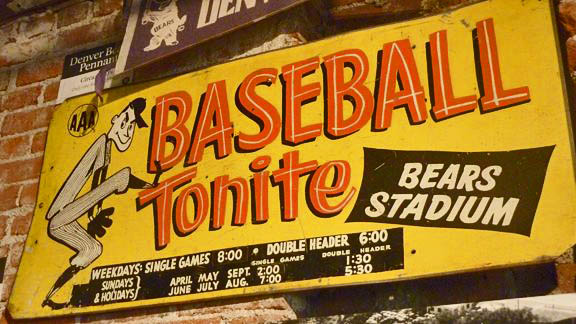 DENV
BEARS
Denver B
Pennan
AAA
BASEBALL
Tonite
BEARS
STADIUM
WEEKDAYS: SINGLE GAMES 8:00 • DOUBLE HEADER 6:00
SINGLE GAMES DOUBLE HEADER
SUNDAYS & HOLIDAYS } APRIL MAY SEPT. 2:00 1:30
JUNE JULY AUG. 7:00 5:30